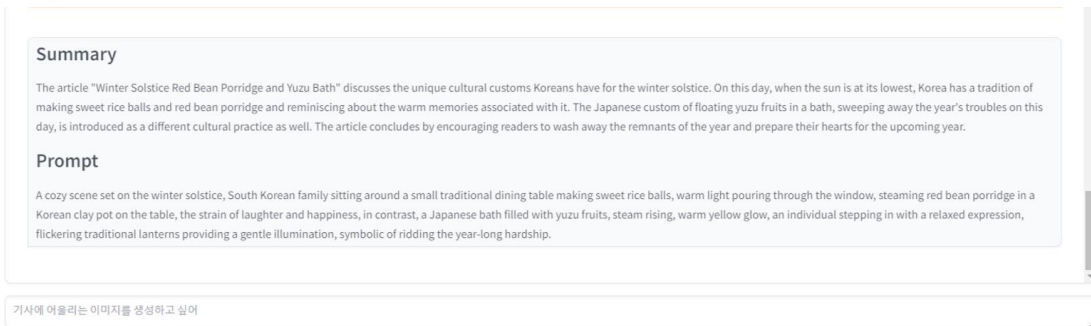 Summary
The article "Winter Solstice Red Bean Porridge and Yuzu Bath" discusses the unique cultural customs Koreans have for the winter solstice. On this day, when the sun is at its lowest, Korea has a tradition of
making sweet rice balls and red bean porridge and reminiscing about the warm memories associated with it. The Japanese custom of floating yuzu fruits in a bath, sweeping away the year's troubles on this
day, is introduced as a different cultural practice as well. The article concludes by encouraging readers to wash away the remnants of the year and prepare their hearts for the upcoming year.
Prompt
A cozy scene set on the winter solstice, South Korean family sitting around a small traditional dining table making sweet rice balls, warm light pouring through the window, steaming red bean porridge in a
Korean clay pot on the table, the strain of laughter and happiness, in contrast, a Japanese bath filled with yuzu fruits, steam rising, warm yellow glow, an individual stepping in with a relaxed expression,
flickering traditional lanterns providing a gentle illumination, symbolic of ridding the year-long hardship.
기사에 어울리는 이미지를 생성하고 싶어